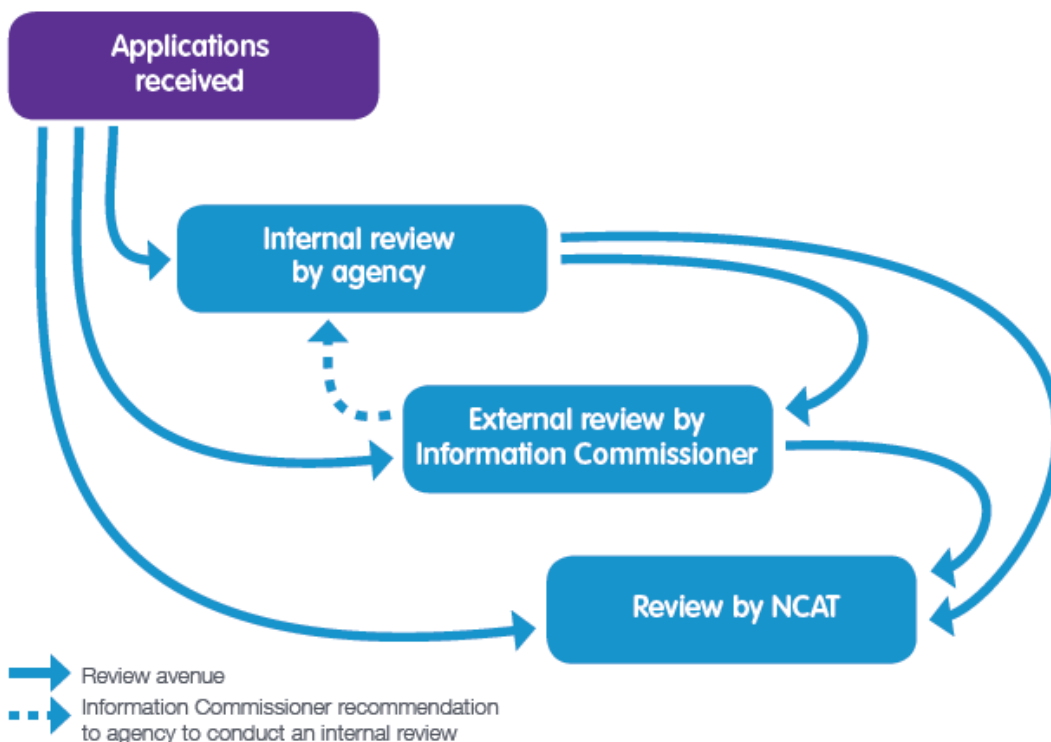 Applications
received
Internal review
by agency
External review by
Information Commissioner
Review by NCAT
Review avenue
Information Commissioner recommendation
to agency to conduct an internal review